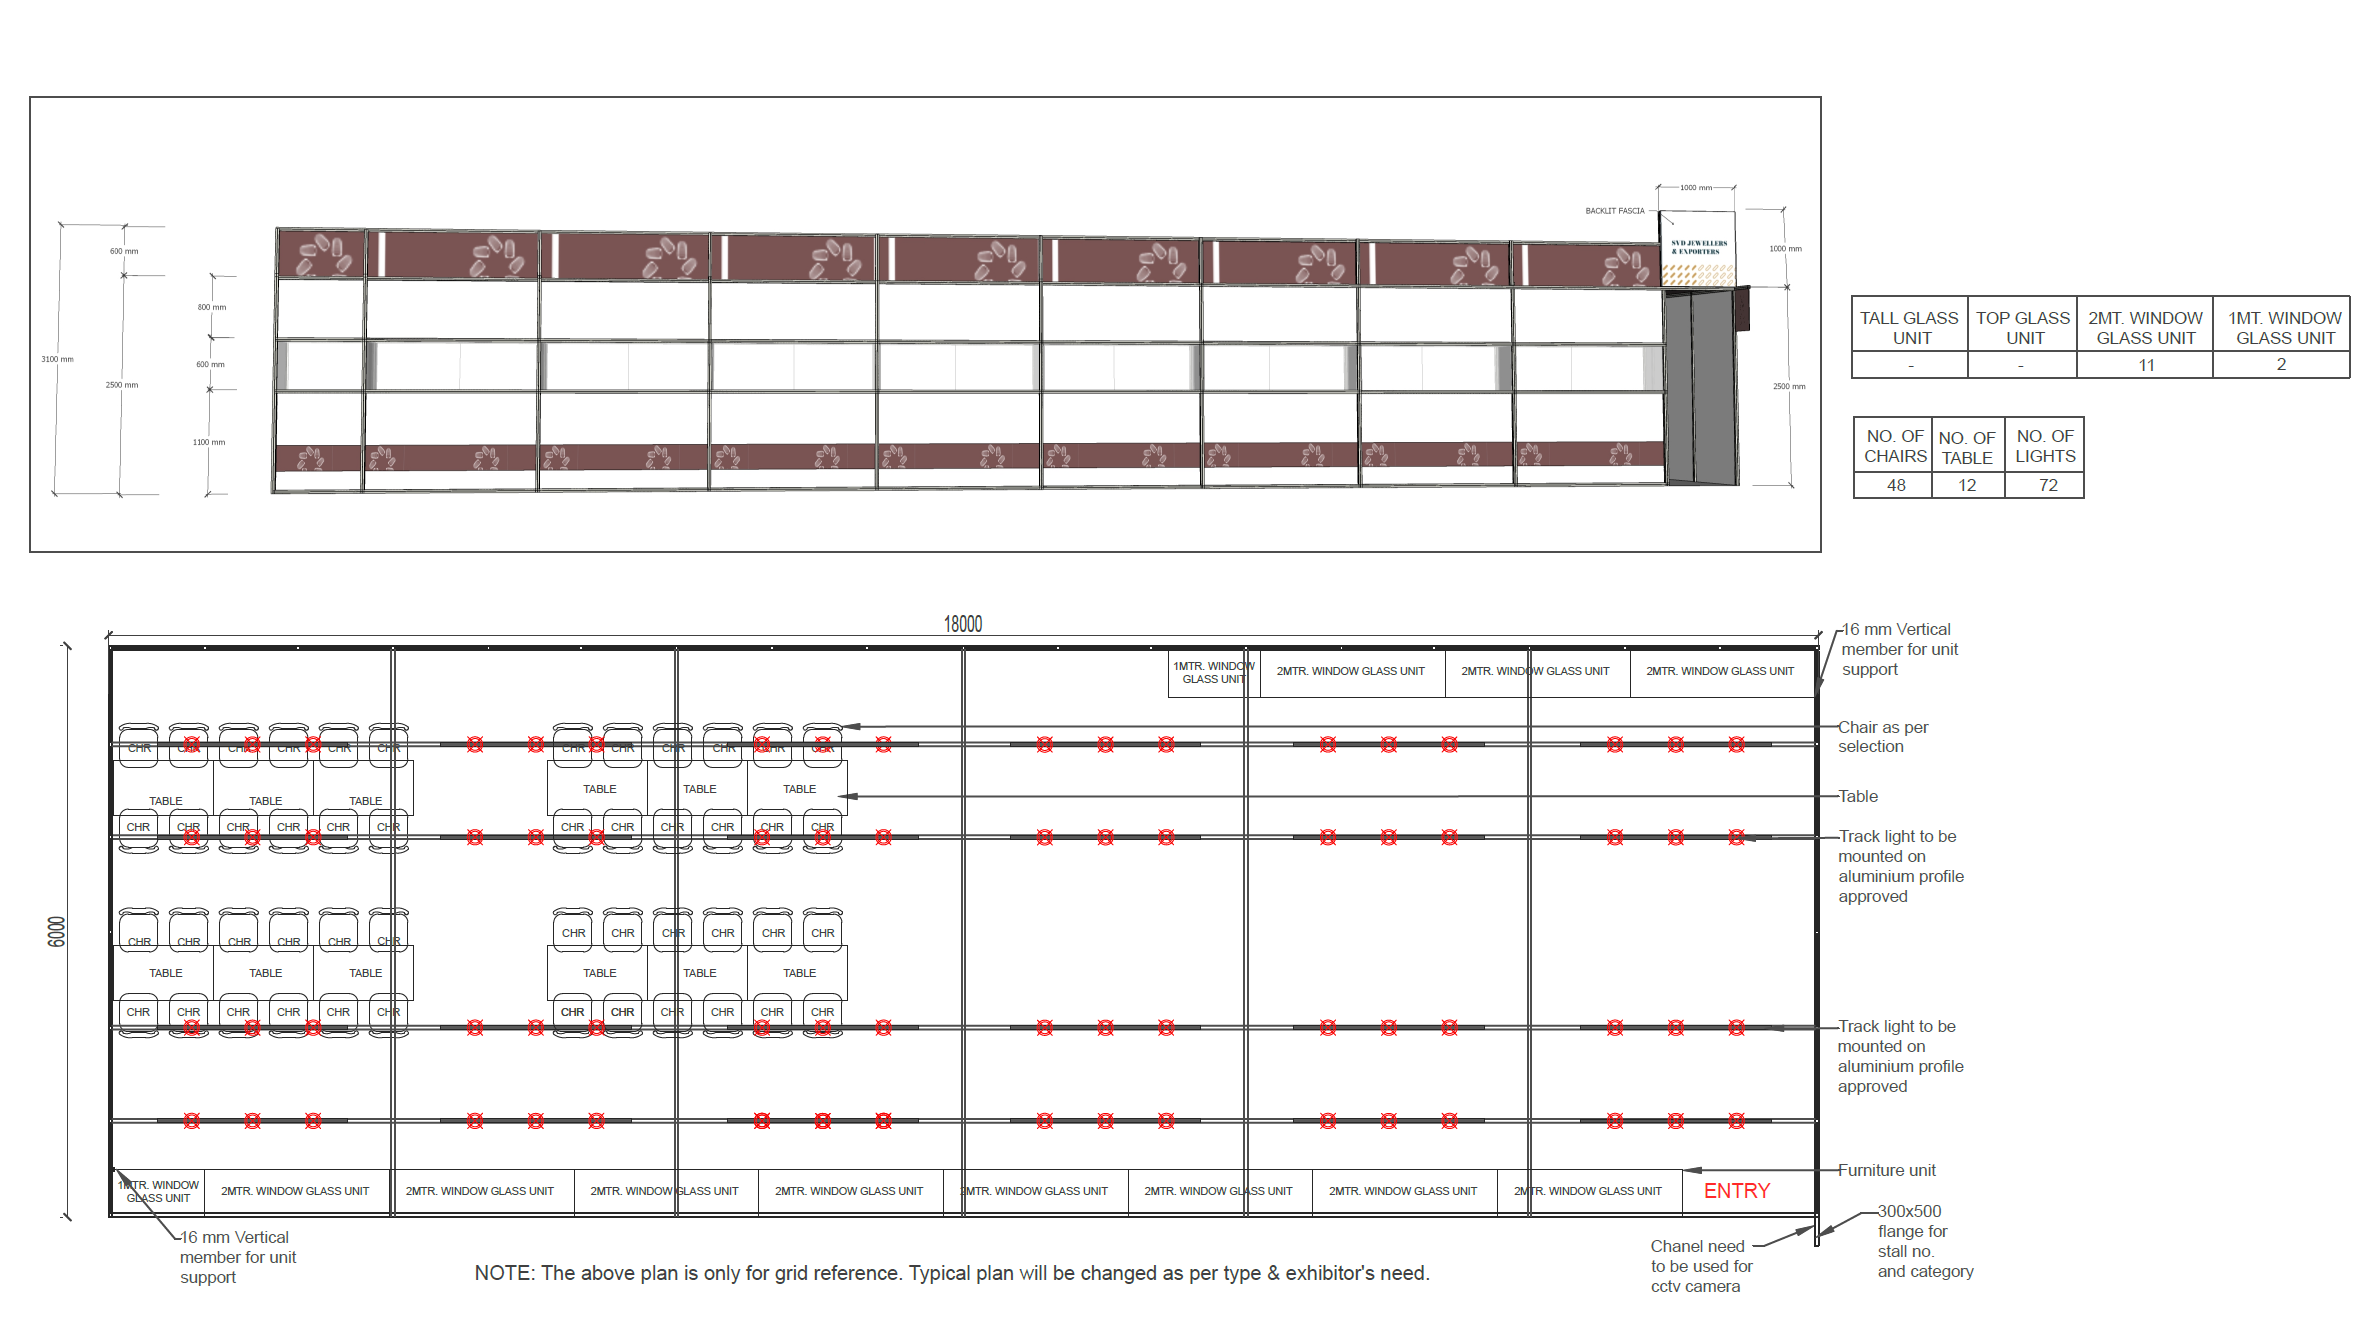 1000 mm
BACKLIT FASCIA
SVD JEWELLERS
& EXPORTERS
600 mm
1000 mm
800 mm
3100 mm
600 mm
2500 mm
2500 mm
1100 mm
TALL GLASS
UNIT
TOP GLASS
UNIT
2MT. WINDOW
GLASS UNIT
1MT. WINDOW
GLASS UNIT
-
-
11
2
NO. OF
CHAIRS
NO. OF
TABLE
NO. OF
LIGHTS
48
12
72
18000
6000
1MTR. WINDOW
GLASS UNIT
2MTR. WINDOW GLASS UNIT
2MTR. WINDOW GLASS UNIT
2MTR. WINDOW GLASS UNIT
16 mm Vertical
member for unit
support
CHR
CHR
CHR
CHR
CHR
CHR
CHR
CHR
CHR
CHR
CHR
CHR
Chair as per
selection
TABLE
TABLE
TABLE
TABLE
TABLE
TABLE
Table
CHR
CHR
CHR
CHR
CHR
CHR
CHR
CHR
CHR
CHR
CHR
CHR
Track light to be
mounted on
aluminium profile
approved
CHR
CHR
CHR
CHR
CHR
CHR
CHR
CHR
CHR
CHR
CHR
CHR
TABLE
TABLE
TABLE
TABLE
TABLE
TABLE
CHR
CHR
CHR
CHR
CHR
CHR
CHR
CHR
CHR
CHR
CHR
CHR
Track light to be
mounted on
aluminium profile
approved
1MTR. WINDOW
GLASS UNIT
2MTR. WINDOW GLASS UNIT
2MTR. WINDOW GLASS UNIT
2MTR. WINDOW GLASS UNIT
2MTR. WINDOW GLASS UNIT
2MTR. WINDOW GLASS UNIT
2MTR. WINDOW GLASS UNIT
2MTR. WINDOW GLASS UNIT
2MTR. WINDOW GLASS UNIT
ENTRY
Furniture unit
16 mm Vertical
member for unit
support
Chanel need
to be used for
cctv camera
300x500
flange for
stall no.
and category
NOTE: The above plan is only for grid reference. Typical plan will be changed as per type & exhibitor's need.